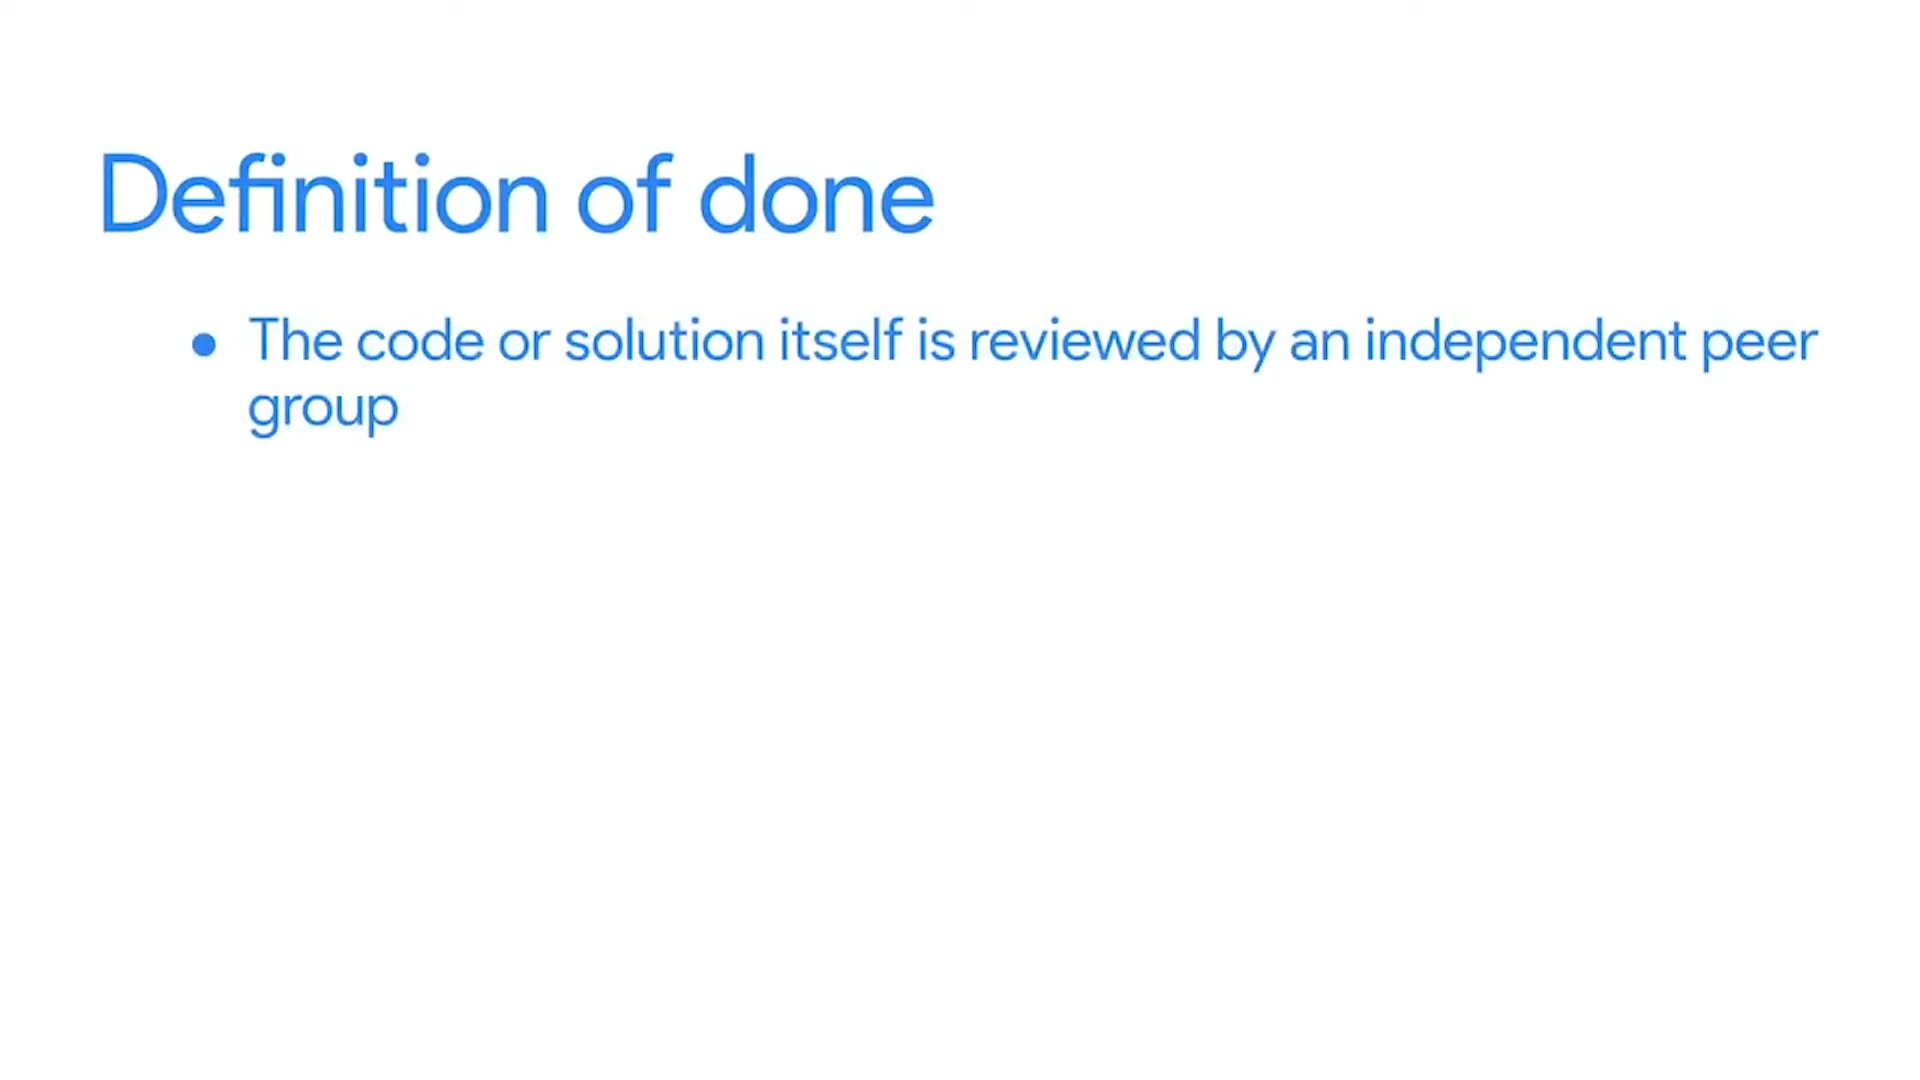 Definition of done
• The code or solution itself is reviewed by an independent peer
group